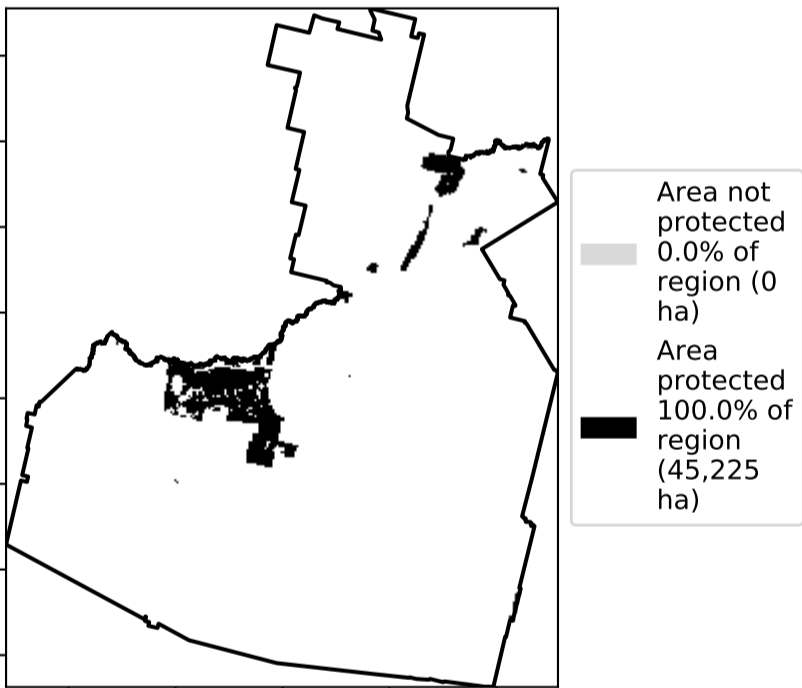 Area not
protected
0.0% of
region (0
ha)
Area
protected
100.0% of
region
(45,225
ha)